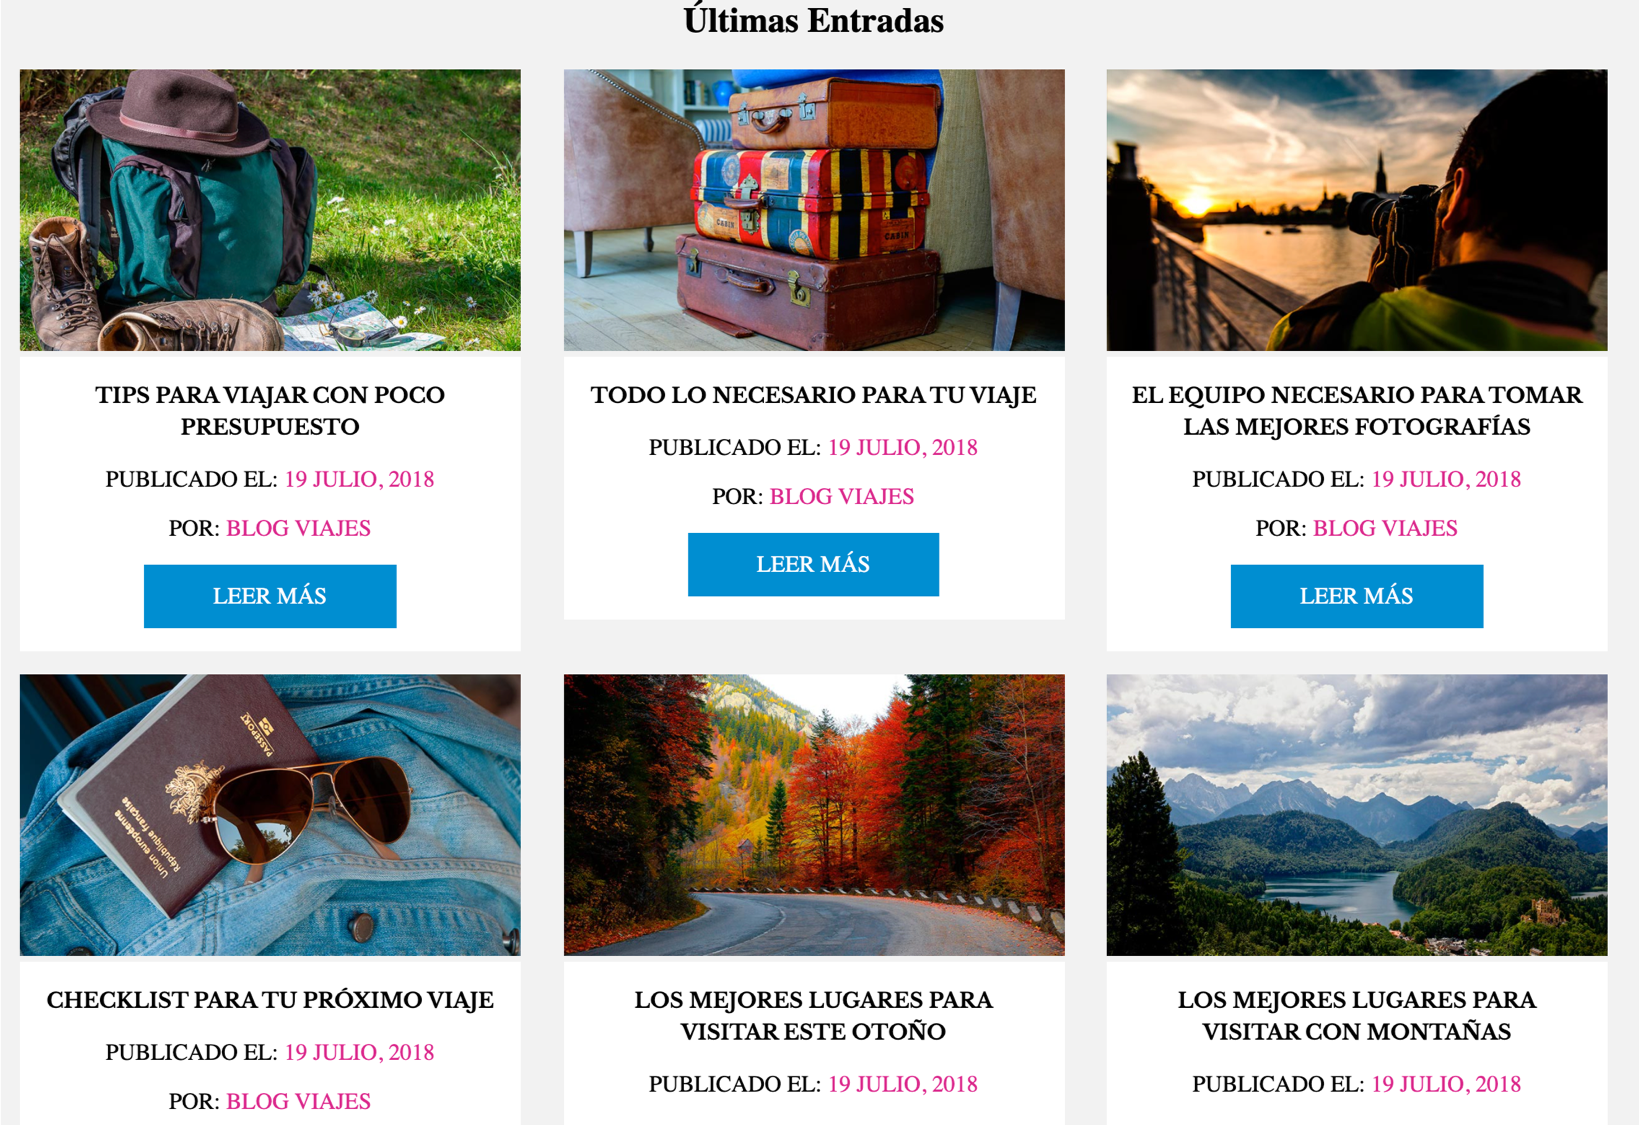 Últimas Entradas
CABIN
CABIN
TIPS PARA VIAJAR CON POCO
PRESUPUESTO
PUBLICADO EL: 19 JULIO, 2018
POR: BLOG VIAJES
LEER MÁS
TODO LO NECESARIO PARA TU VIAJE
PUBLICADO EL: 19 JULIO, 2018
POR: BLOG VIAJES
LEER MÁS
EL EQUIPO NECESARIO PARA TOMAR
LAS MEJORES FOTOGRAFÍAS
PUBLICADO EL: 19 JULIO, 2018
POR: BLOG VIAJES
LEER MÁS
Union européenne
République française
PASSEPORT
CHECKLIST PARA TU PRÓXIMO VIAJE
PUBLICADO EL: 19 JULIO, 2018
POR: BLOG VIAJES
LOS MEJORES LUGARES PARA
VISITAR ESTE OTOÑO
PUBLICADO EL: 19 JULIO, 2018
LOS MEJORES LUGARES PARA
VISITAR CON MONTAÑAS
PUBLICADO EL: 19 JULIO, 2018